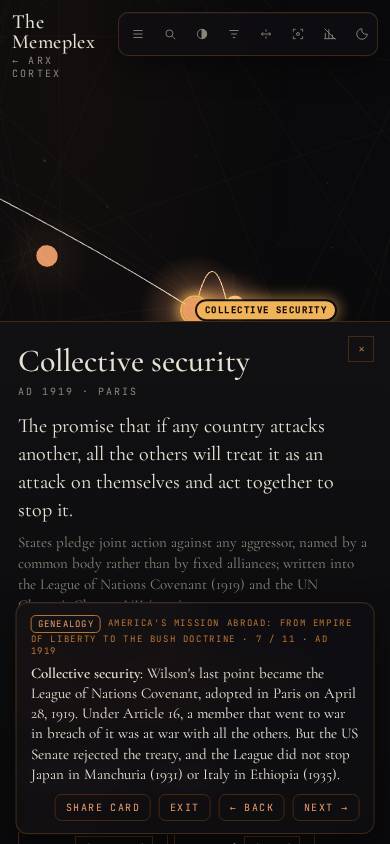 The
Memeplex
← ARX
CORTEX
COLLECTIVE SECURITY
Collective security
×
AD 1919 · PARIS
The promise that if any country attacks
another, all the others will treat it as an
attack on themselves and act together to
stop it.
States pledge joint action against any aggressor, named by a
common body rather than by fixed alliances; written into
the League of Nations Covenant (1919) and the UN
GENEALOGY AMERICA'S MISSION ABROAD: FROM EMPIRE
OF LIBERTY TO THE BUSH DOCTRINE · 7 / 11 · AD
1919
Collective security: Wilson's last point became the
League of Nations Covenant, adopted in Paris on April
28, 1919. Under Article 16, a member that went to war
in breach of it was at war with all the others. But the US
Senate rejected the treaty, and the League did not stop
Japan in Manchuria (1931) or Italy in Ethiopia (1935).
SHARE CARD EXIT ← BACK NEXT →